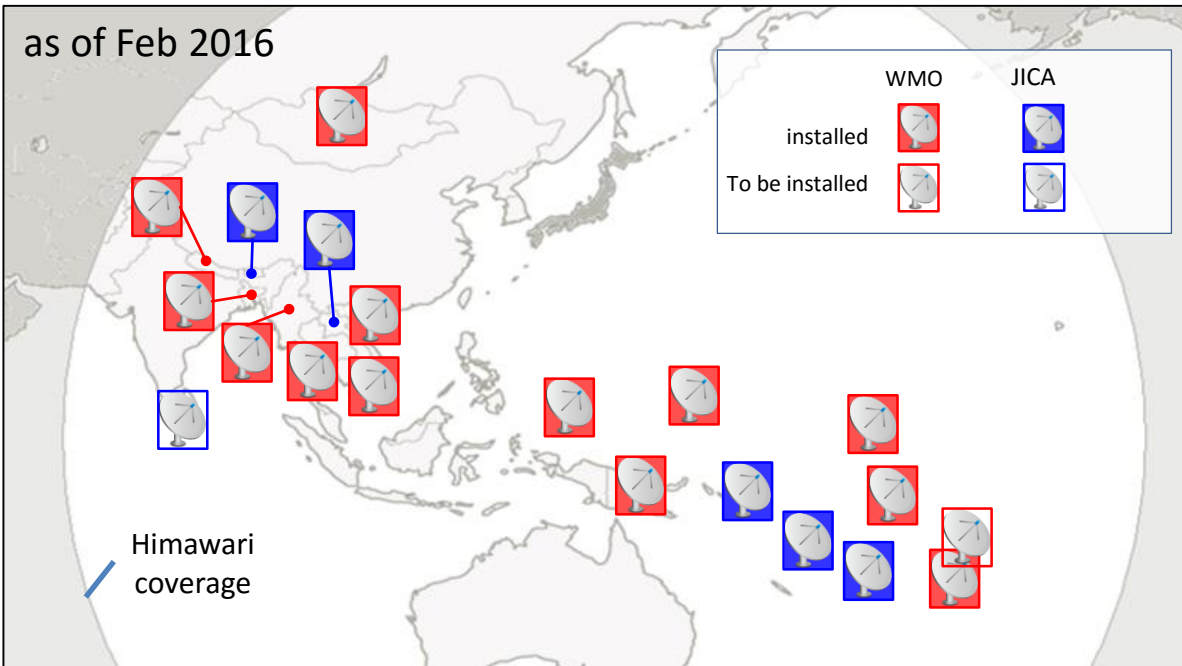 as of Feb 2016
WMO JICA
installed
To be installed
Himawari
coverage